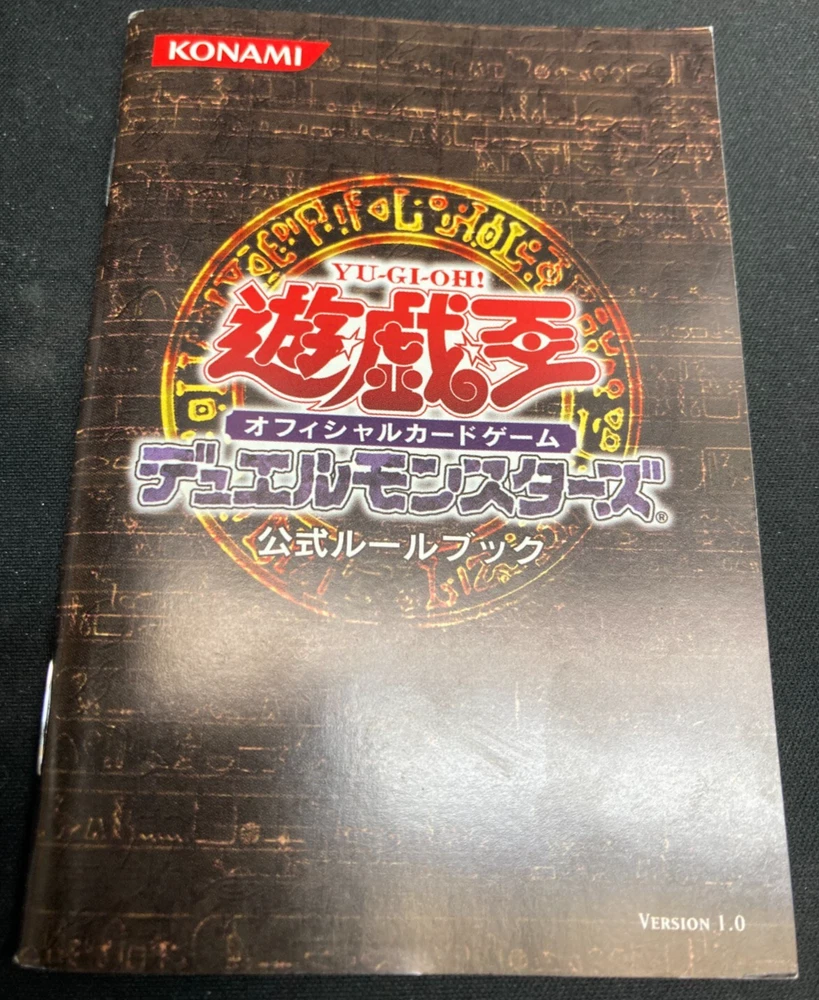 KONAMI
YU-GI-OH!
遊戯王
オフィシャルカードゲーム
デュエルモンスターズ®
公式ルールブック
VERSION 1.0